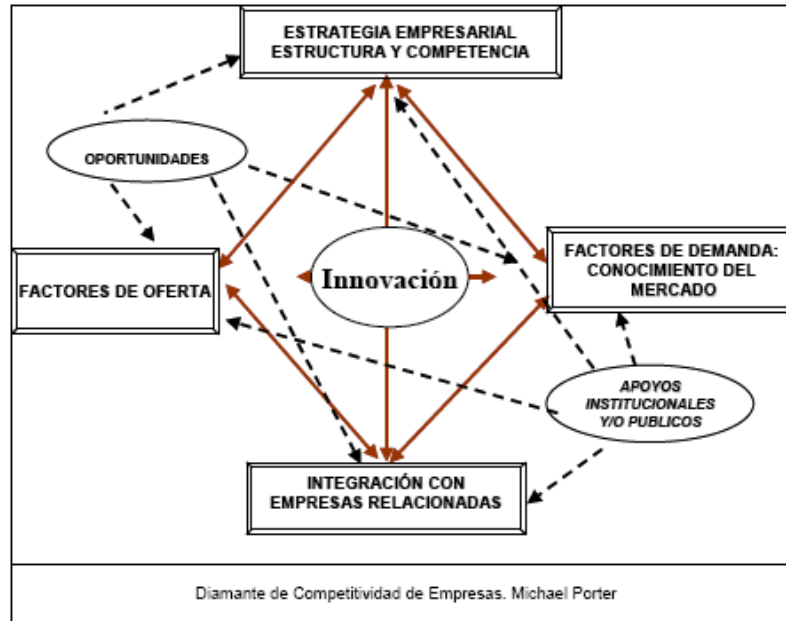 ESTRATEGIA EMPRESARIAL
ESTRUCTURA Y COMPETENCIA
OPORTUNIDADES
FACTORES DE OFERTA
Innovación
FACTORES DE DEMANDA:
CONOCIMIENTO DEL
MERCADO
APOYOS
INSTITUCIONALES
Y/O PUBLICOS
INTEGRACIÓN CON
EMPRESAS RELACIONADAS
Diamante de Competitividad de Empresas. Michael Porter